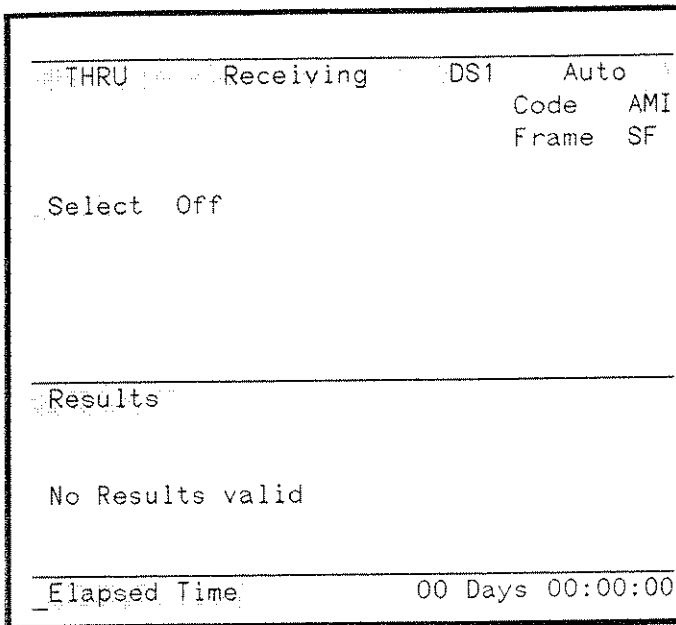 THRU Receiving DS1 Auto
Code AMI
Frame SF
Select Off
Results
No Results valid
_Elapsed Time 00 Days 00:00:00